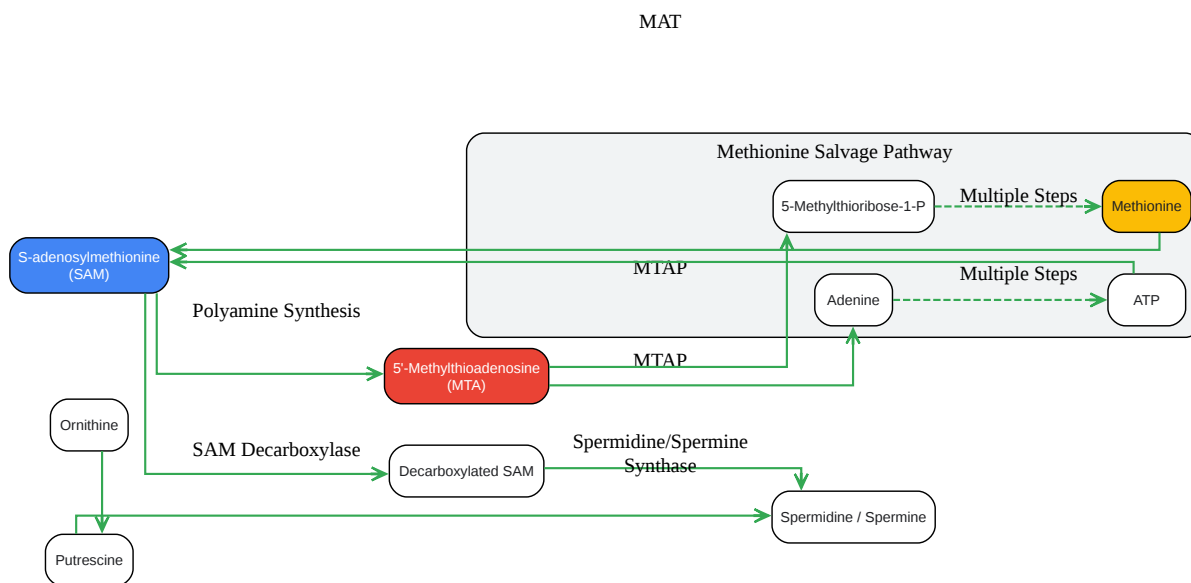 MAT
Methionine Salvage Pathway
5-Methylthioribose-1-P
Multiple Steps
Methionine
S-adenosylmethionine
(SAM)
MTAP
Multiple Steps
Adenine
ATP
Polyamine Synthesis
5'-Methylthioadenosine
(MTA)
MTAP
Ornithine
SAM Decarboxylase
Decarboxylated SAM
Spermidine/Spermine
Synthase
Spermidine / Spermine
Putrescine